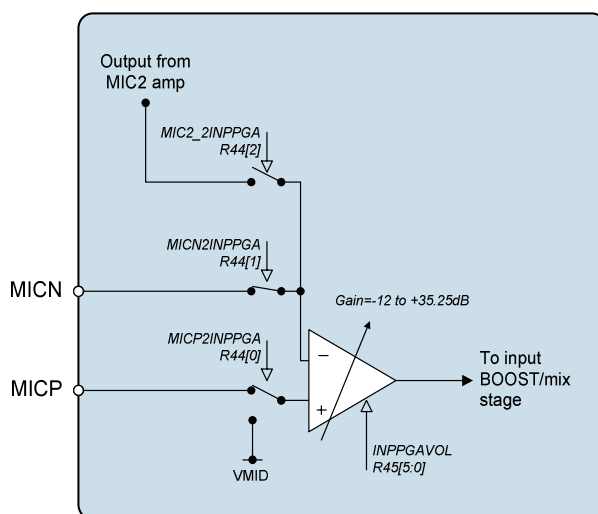 Output from
MIC2 amp
MIC2_2INPPGA
R44[2]
MICN2INPPGA
R44[1]
MICN
Gain=-12 to +35.25dB
MICP2INPPGA
R44[0]
MICP
−
+
To input
BOOST/mix
stage
VMID
INPPGAVOL
R45[5:0]